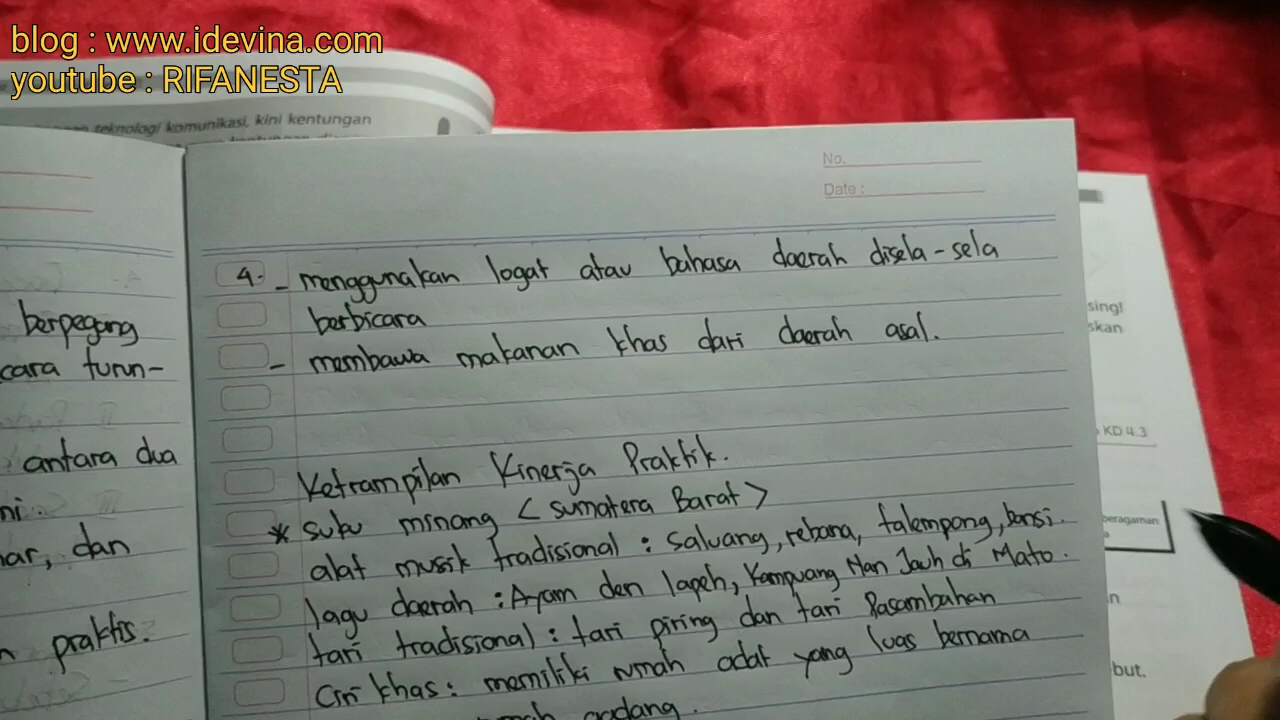 blog : www.idevina.com
youtube : RIFANESTA
teknologi komunikasi, kini kentungan
No.
Date :
berpegang
cara turun-
antara dua
ni.
dan
praktis.
4. - menggunakan logat atau bahasa daerah disela-sela
berbicara
- membawa makanan khas dari daerah asal.
Ketrampilan Kinerja Praktik.
* suku minang < sumatera Barat >
alat musik tradisional : saluang, rebana, talempong, bansi.
lagu daerah : Ayam den lapeh, Kampuang Nan Jauh di Mato.
tari tradisional : tari piring dan tari Pasambahan
Ciri khas : memiliki rumah adat yang luas bernama
gadang.
KD 4.3
beragaman
but.